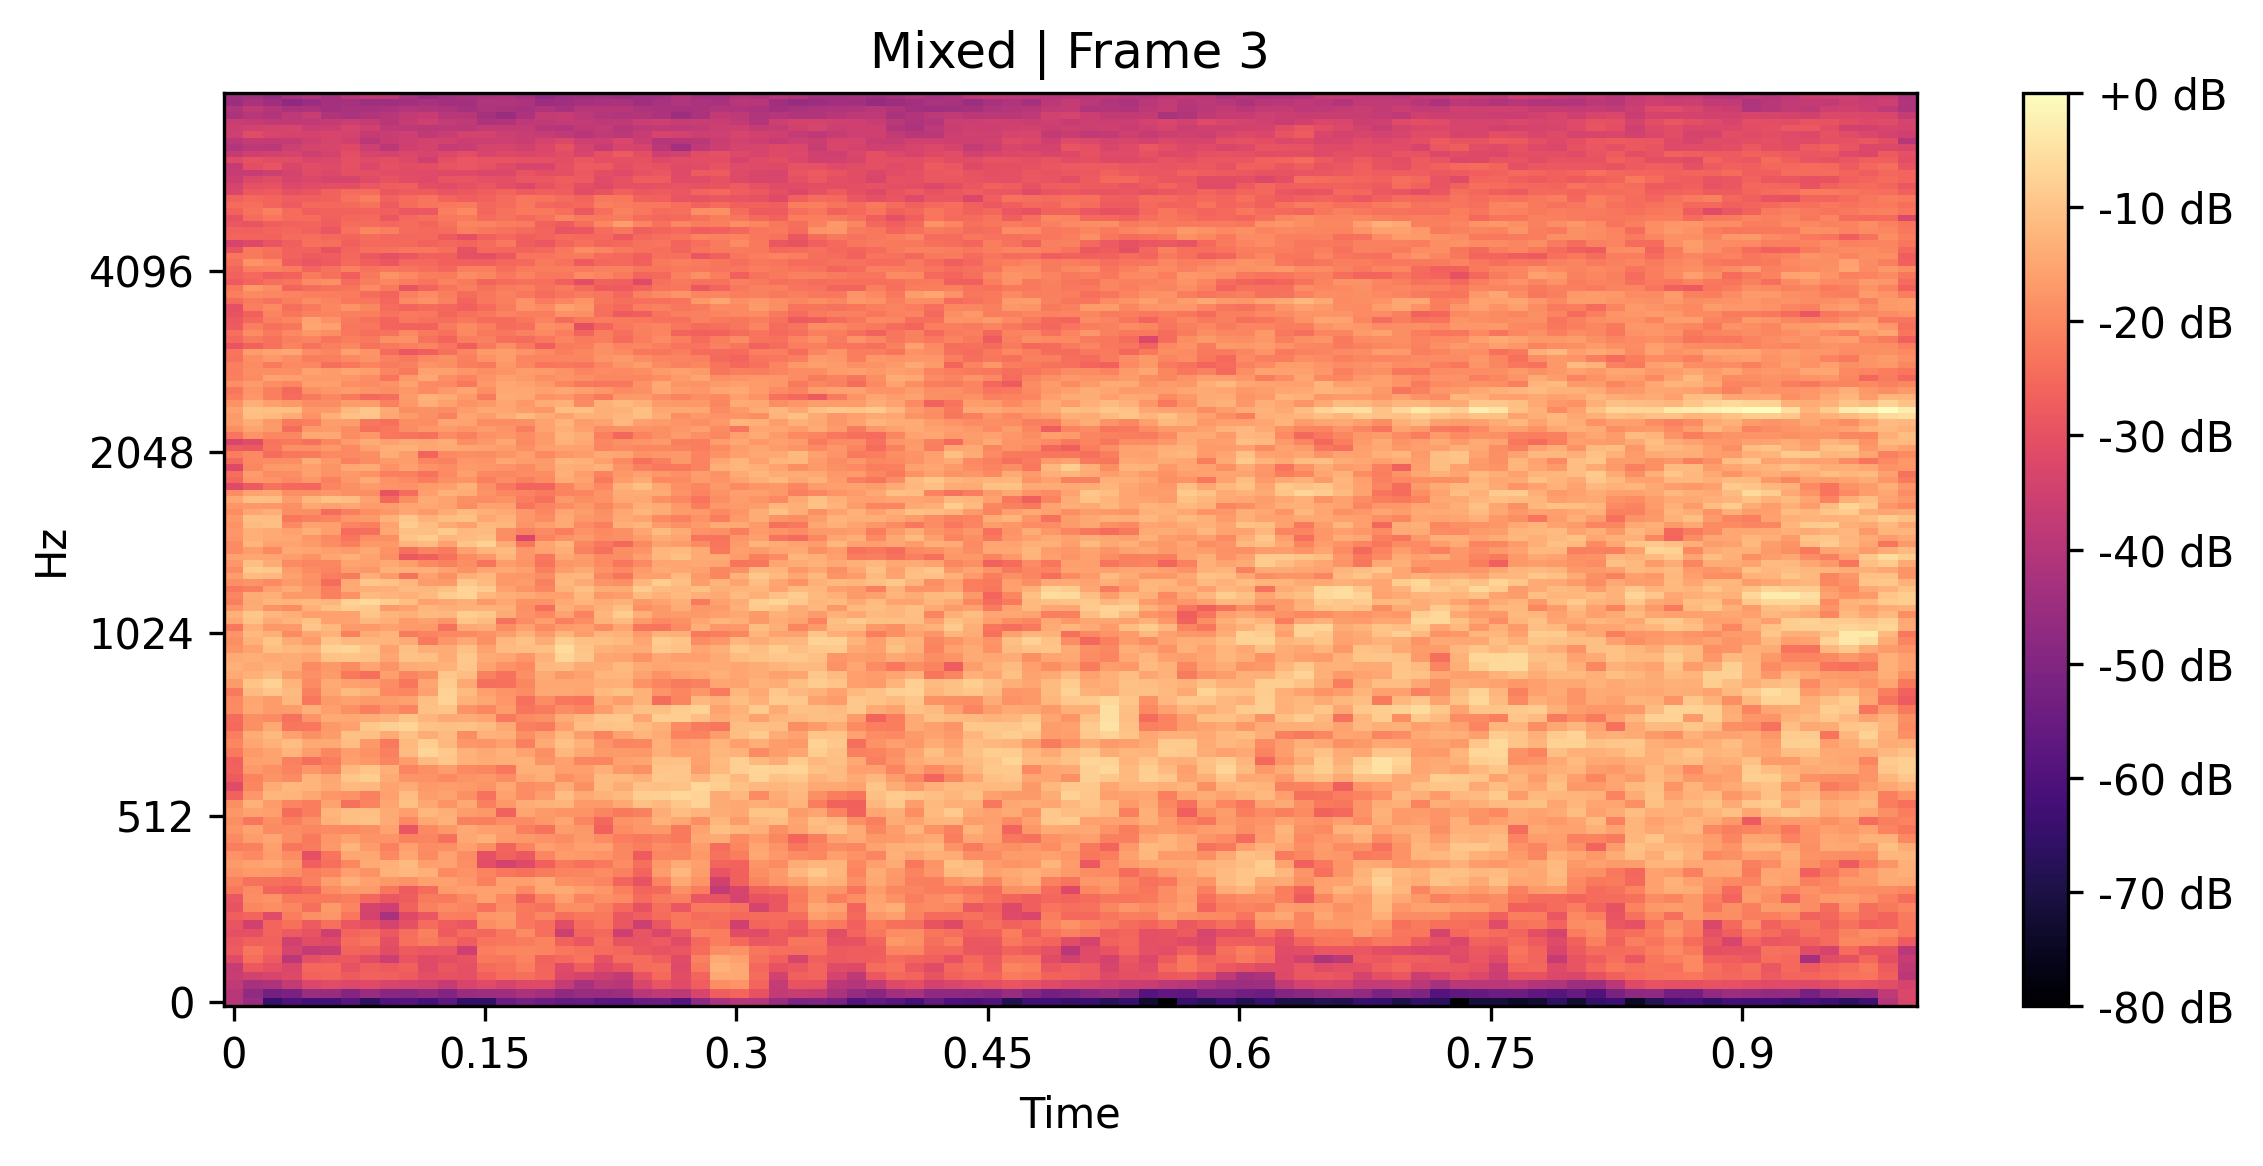 Mixed | Frame 3
+0 dB
-10 dB
-20 dB
-30 dB
-40 dB
-50 dB
-60 dB
-70 dB
-80 dB
4096
2048
1024
512
0
Hz
0 0.15 0.3 0.45 0.6 0.75 0.9
Time